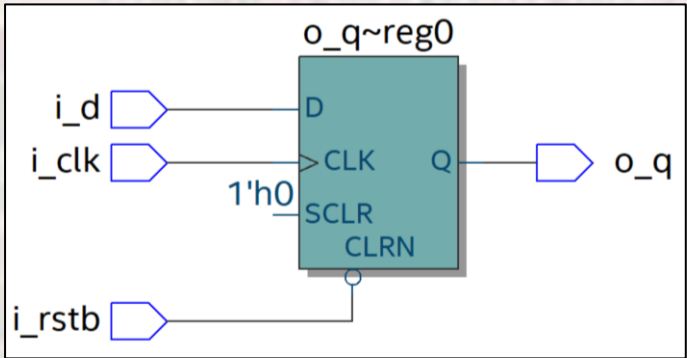 o_q~reg0
i_d
D
i_clk
CLK
Q
o_q
1'h0
SCLR
CLRN
i_rstb